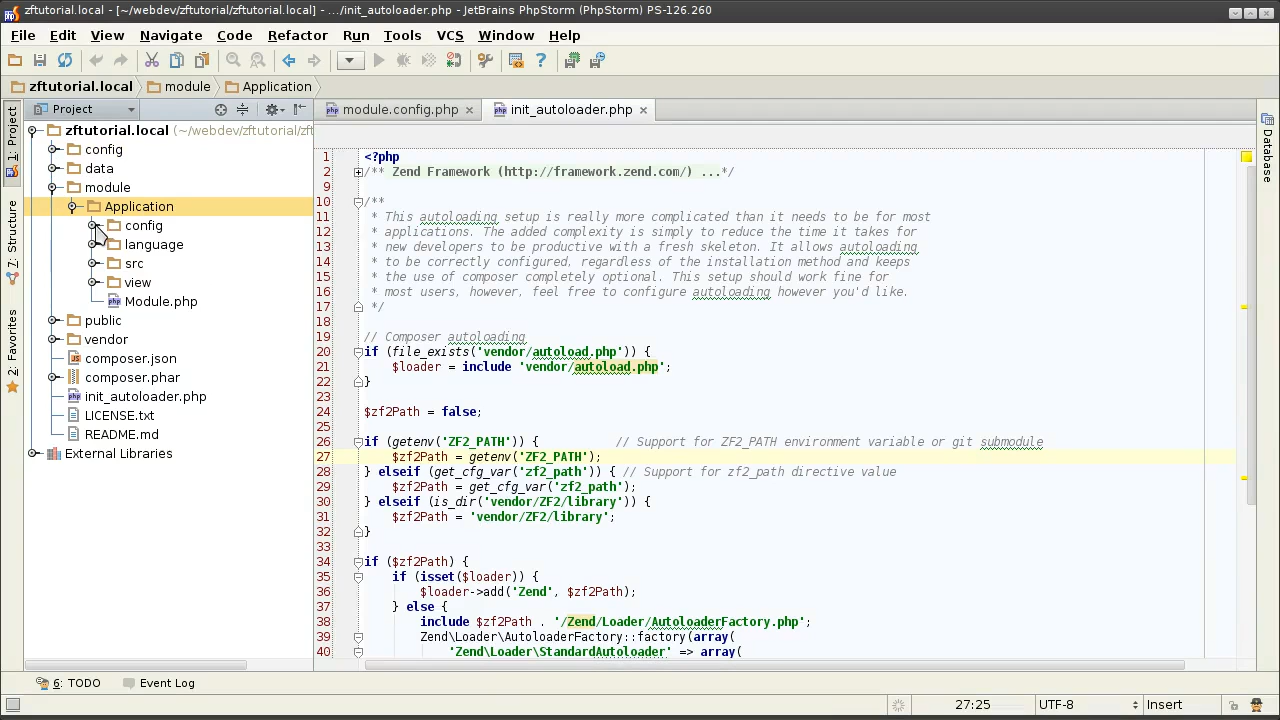 zftutorial.local - [~/webdev/zftutorial/zftutorial.local] - .../init_autoloader.php - JetBrains PhpStorm (PhpStorm) PS-126.260
File Edit View Navigate Code Refactor Run Tools VCS Window Help
zftutorial.local module Application
Project
module.config.php
init_autoloader.php
1: Project
7: Structure
2: Favorites
Database
zftutorial.local (~/webdev/zftutorial/zft
config
data
module
Application
config
language
src
view
Module.php
public
vendor
composer.json
composer.phar
init_autoloader.php
LICENSE.txt
README.md
External Libraries
1 <?php
2 /** Zend Framework (http://framework.zend.com/) ...*/
9
10 /**
11 * This autoloading setup is really more complicated than it needs to be for most
12 * applications. The added complexity is simply to reduce the time it takes for
13 * new developers to be productive with a fresh skeleton. It allows autoloading
14 * to be correctly configured, regardless of the installation method and keeps
15 * the use of composer completely optional. This setup should work fine for
16 * most users, however, feel free to configure autoloading however you'd like.
17 */
18
19 // Composer autoloading
20 if (file_exists('vendor/autoload.php')) {
21 $loader = include 'vendor/autoload.php';
22 }
23
24 $zf2Path = false;
25
26 if (getenv('ZF2_PATH')) { // Support for ZF2_PATH environment variable or git submodule
27 $zf2Path = getenv('ZF2_PATH');
28 } elseif (get_cfg_var('zf2_path')) { // Support for zf2_path directive value
29 $zf2Path = get_cfg_var('zf2_path');
30 } elseif (is_dir('vendor/ZF2/library')) {
31 $zf2Path = 'vendor/ZF2/library';
32 }
33
34 if ($zf2Path) {
35 if (isset($loader)) {
36 $loader->add('Zend', $zf2Path);
37 } else {
38 include $zf2Path . '/Zend/Loader/AutoloaderFactory.php';
39 Zend\Loader\AutoloaderFactory::factory(array(
40 'Zend\Loader\StandardAutoloader' => array(
6: TODO Event Log
27:25 UTF-8 Insert